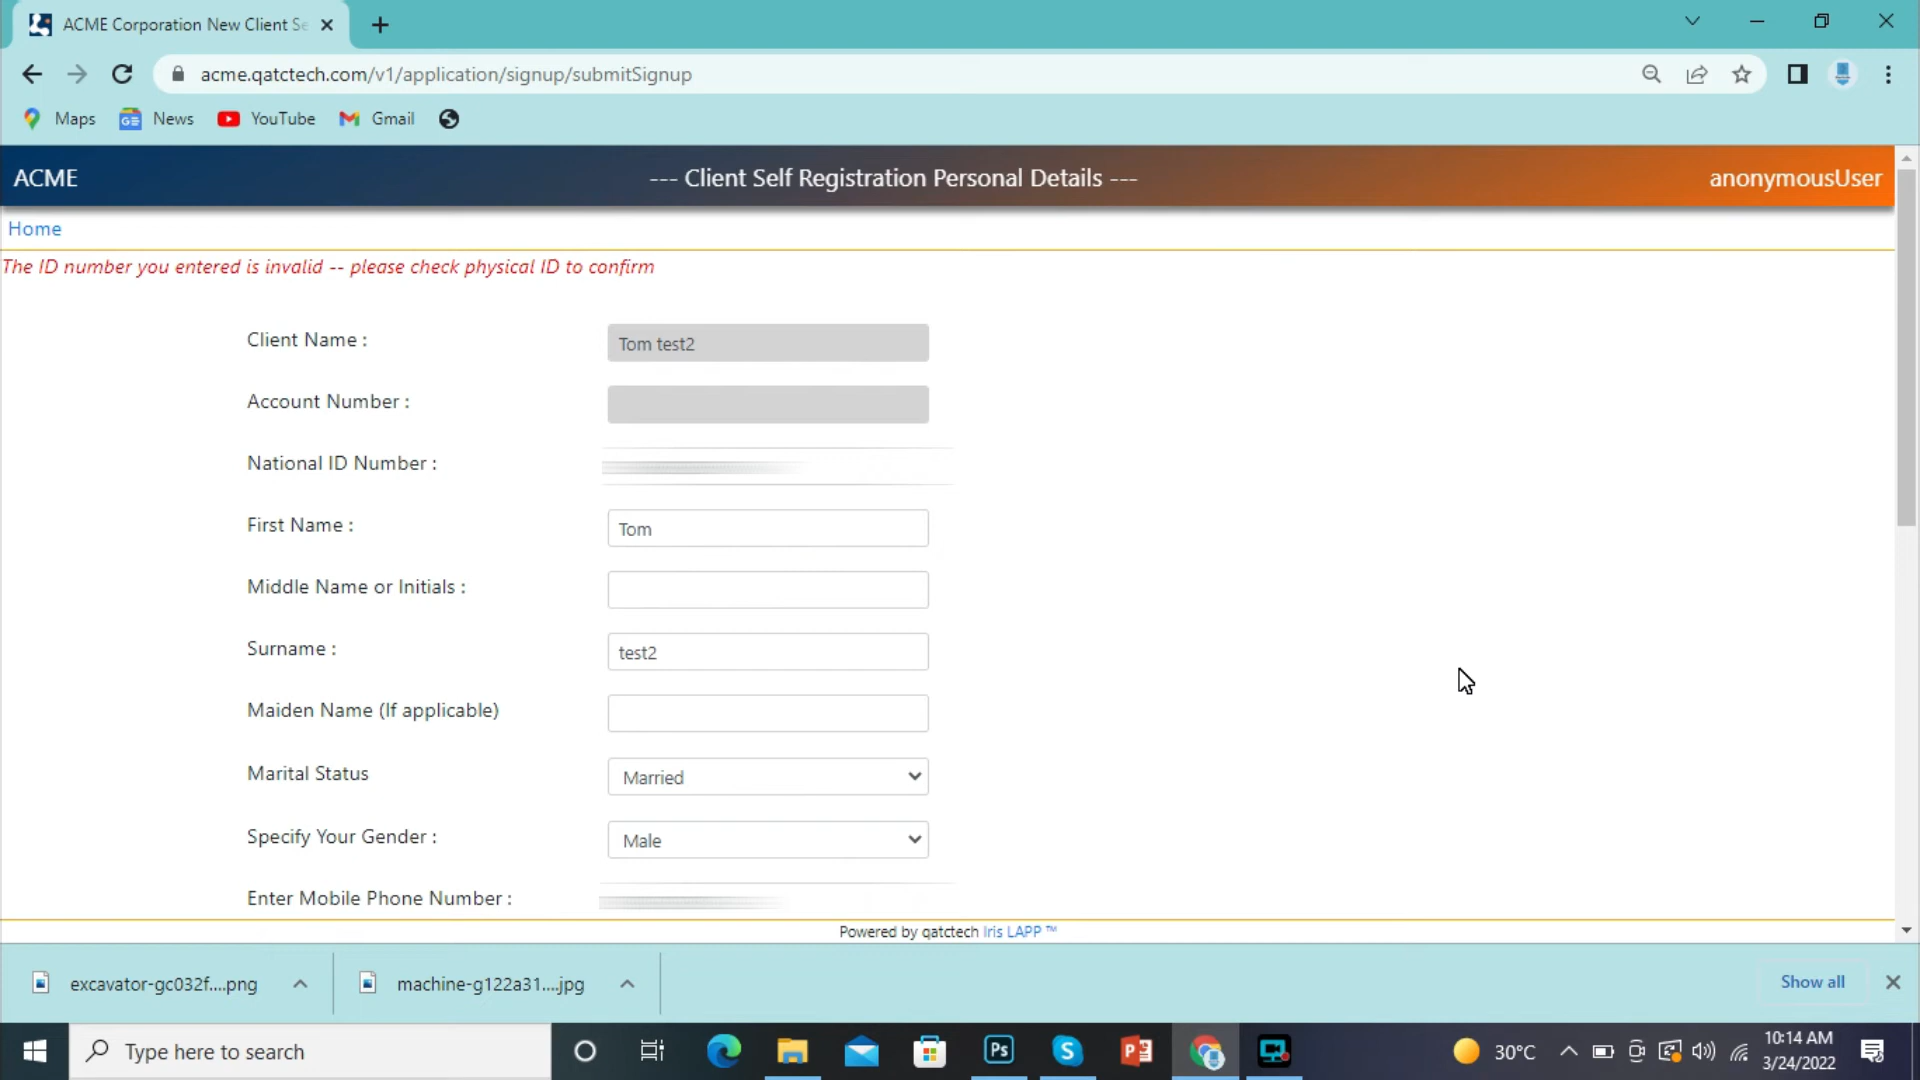 ACME Corporation New Client Se
acme.qatctech.com/v1/application/signup/submitSignup
Maps News YouTube Gmail
ACME --- Client Self Registration Personal Details --- anonymousUser
Home
The ID number you entered is invalid -- please check physical ID to confirm
Client Name : Tom test2
Account Number :
National ID Number :
First Name : Tom
Middle Name or Initials :
Surname : test2
Maiden Name (If applicable)
Marital Status Married
Specify Your Gender : Male
Enter Mobile Phone Number :
Powered by qatctech Iris LAPP ™
excavator-gc032f....png machine-g122a31....jpg Show all
Type here to search Ps S 30°C 10:14 AM
3/24/2022